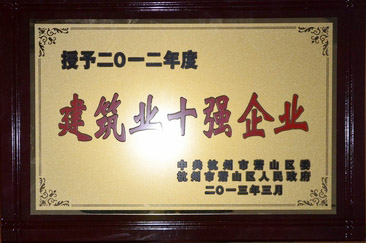 授予二〇一二年度
建筑业十强企业
中共杭州市萧山区委
杭州市萧山区人民政府
二〇一三年三月